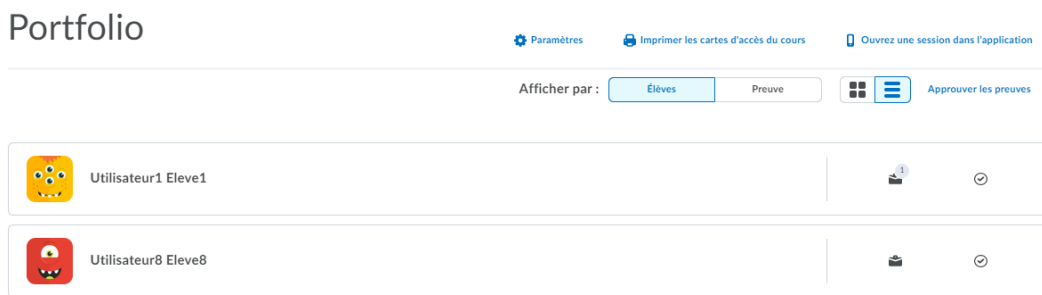 Portfolio
Paramètres
Imprimer les cartes d'accès du cours
Ouvrez une session dans l'application
Afficher par :
Élèves
Preuve
Approuver les preuves
Utilisateur1 Eleve1
1
Utilisateur8 Eleve8